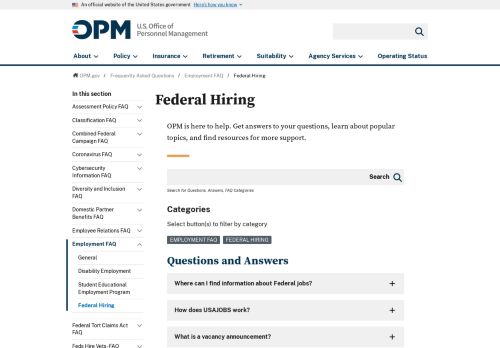 An official website of the United States government Here's how you know
OPM U.S. Office of
Personnel Management
About Policy Insurance Retirement Suitability Agency Services Operating Status
OPM.gov / Frequently Asked Questions / Employment FAQ / Federal Hiring
In this section
Assessment Policy FAQ
Classification FAQ
Combined Federal
Campaign FAQ
Coronavirus FAQ
Cybersecurity
Information FAQ
Diversity and Inclusion
FAQ
Domestic Partner
Benefits FAQ
Employee Relations FAQ
Employment FAQ
General
Disability Employment
Student Educational
Employment Program
Federal Hiring
Federal Tort Claims Act
FAQ
Feds Hire Vets - FAQ
Federal Hiring
OPM is here to help. Get answers to your questions, learn about popular
topics, and find resources for more support.
Search
Search for Questions, Answers, FAQ Categories
Categories
Select button(s) to filter by category
EMPLOYMENT FAQ FEDERAL HIRING
Questions and Answers
Where can I find information about Federal jobs? +
How does USAJOBS work? +
What is a vacancy announcement? +